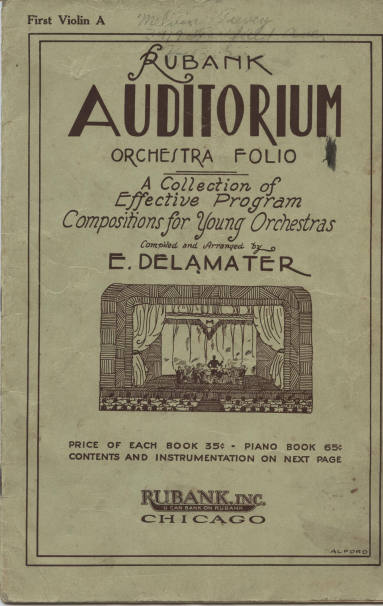 First Violin A
RUBANK
AUDITORIUM
ORCHESTRA FOLIO
A Collection of
Effective Program
Compositions for Young Orchestras
Compiled and Arranged by
E. DELAMATER
PRICE OF EACH BOOK 35¢ - PIANO BOOK 65¢
CONTENTS AND INSTRUMENTATION ON NEXT PAGE
RUBANK, INC.
U CAN BANK ON RUBANK
CHICAGO
ALFORD